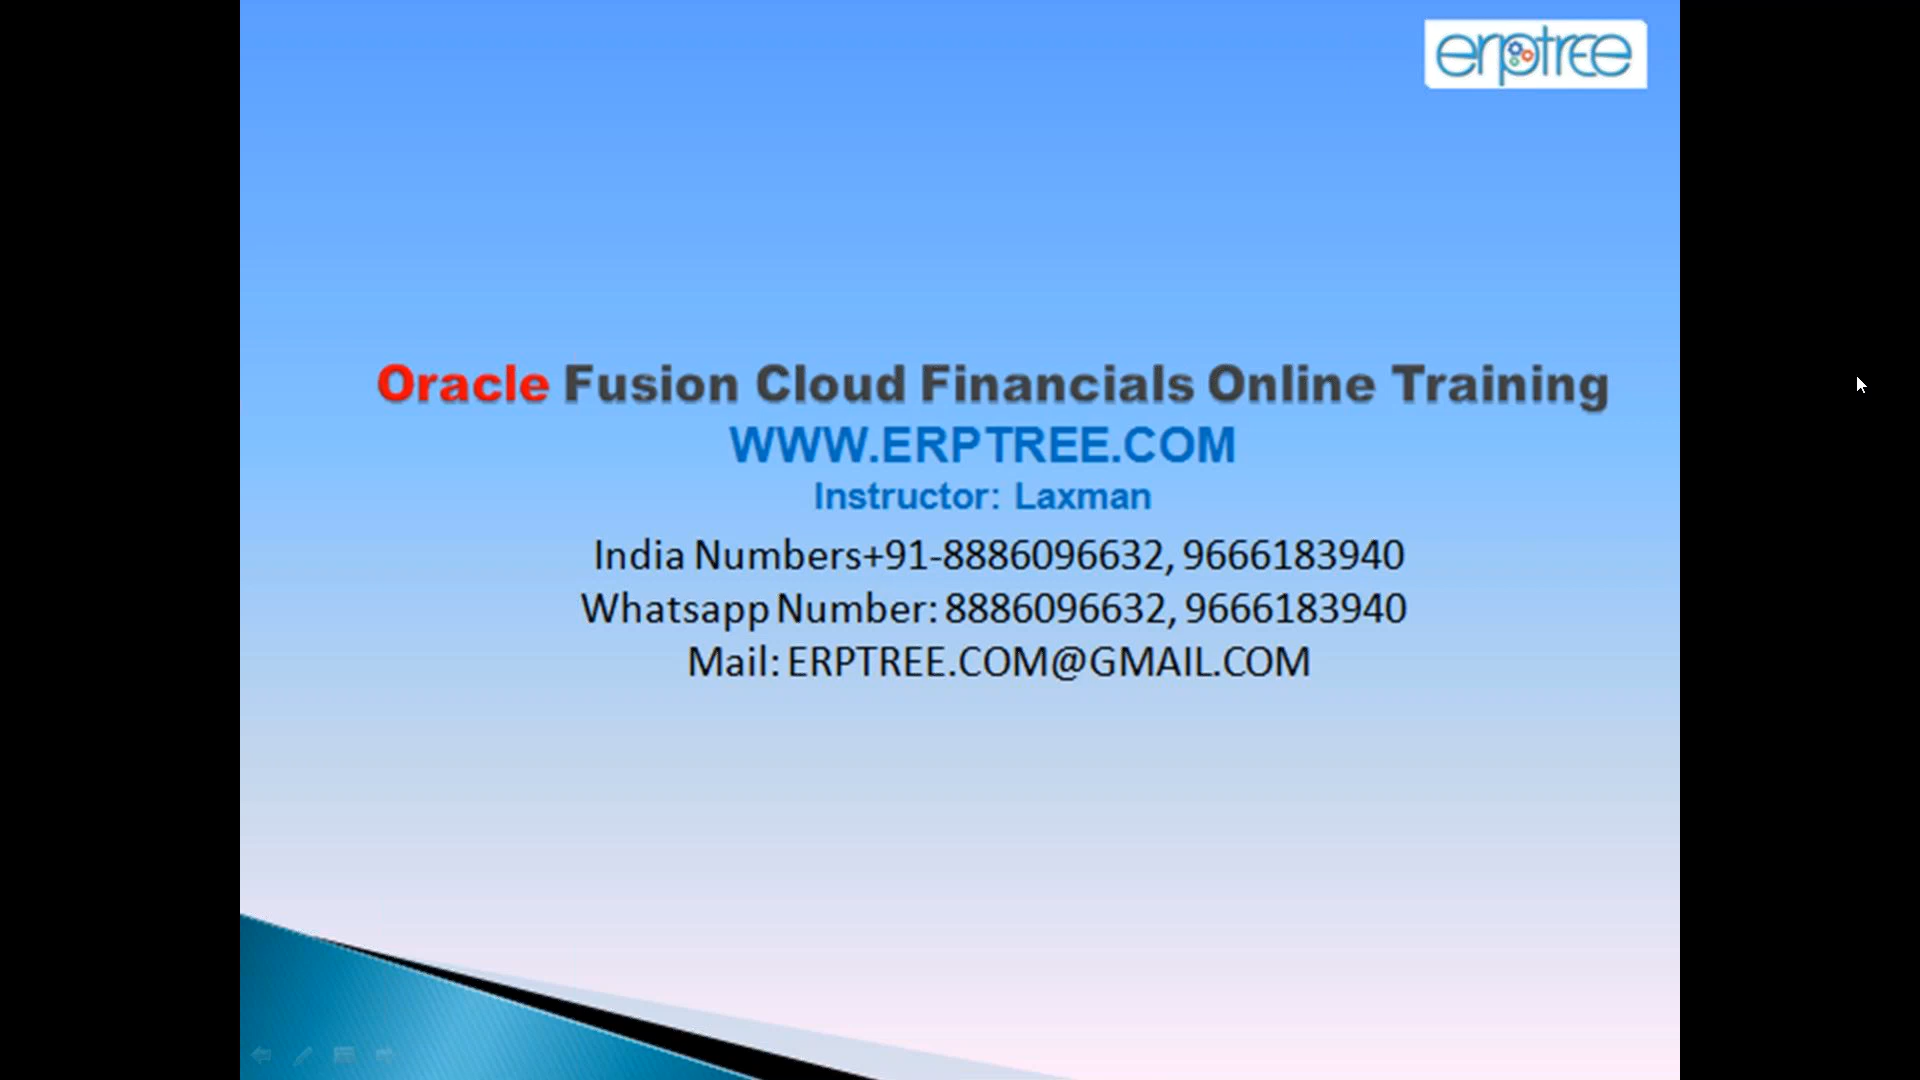 erptree
Oracle Fusion Cloud Financials Online Training
WWW.ERPTREE.COM
Instructor: Laxman
India Numbers+91-8886096632, 9666183940
Whatsapp Number: 8886096632, 9666183940
Mail: ERPTREE.COM@GMAIL.COM